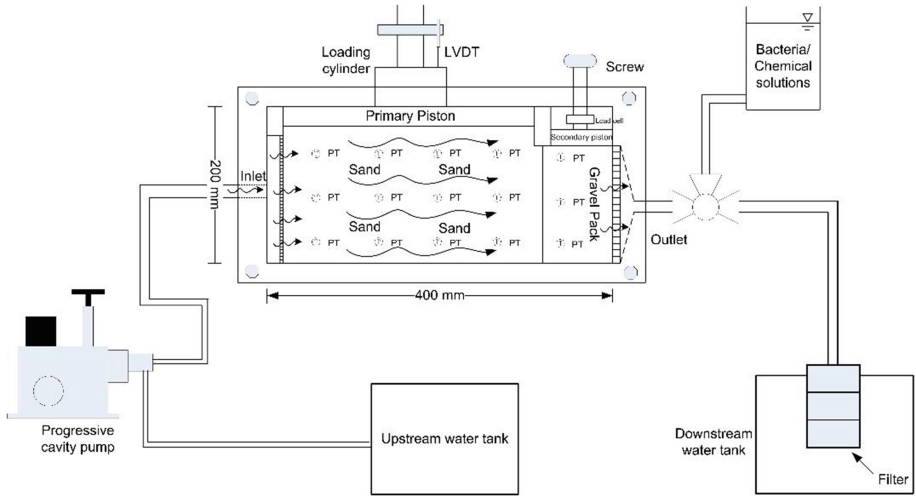 Loading
cylinder
LVDT
Screw
Bacteria/
Chemical
solutions
Primary Piston
Load cell
Secondary piston
PT
PT
PT
PT
PT
Sand
Sand
Inlet
200 mm
PT
PT
PT
PT
PT
Gravel Pack
Sand
Sand
PT
PT
PT
PT
PT
Outlet
400 mm
Progressive
cavity pump
Upstream water tank
Downstream
water tank
Filter